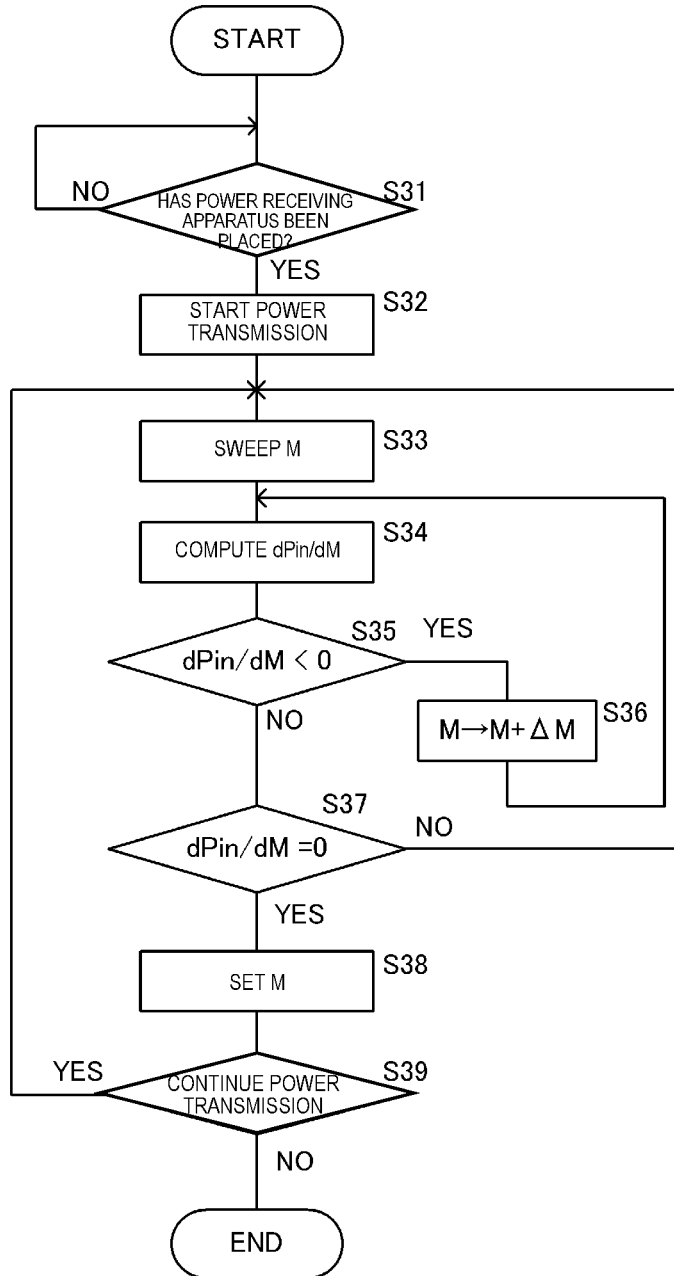 START
NO
S31
HAS POWER RECEIVING
APPARATUS BEEN
PLACED?
YES
START POWER
TRANSMISSION
S32
SWEEP M
S33
COMPUTE dPin/dM
S34
S35
YES
dPin/dM < 0
NO
M→M+ΔM
S36
S37
NO
dPin/dM =0
YES
SET M
S38
YES
CONTINUE POWER
TRANSMISSION
S39
NO
END